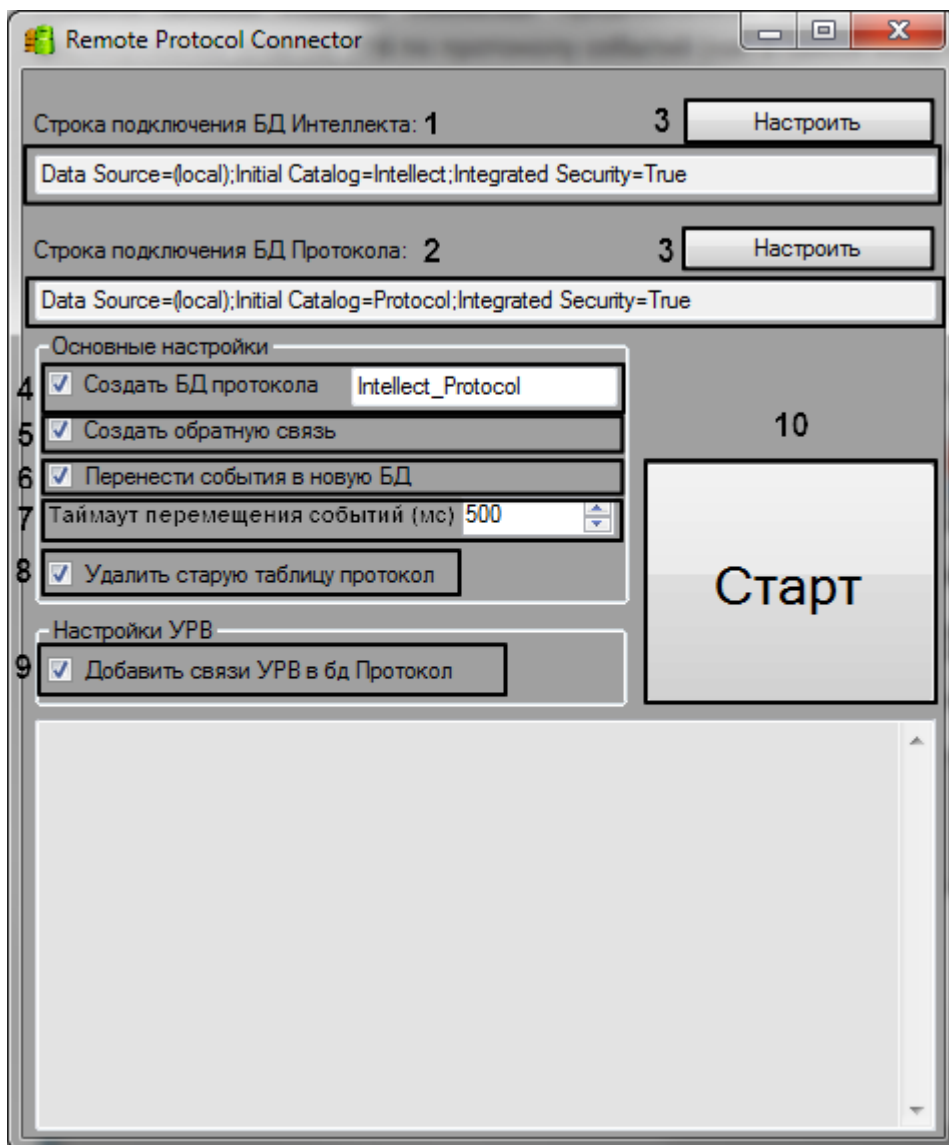 Remote Protocol Connector
Строка подключения БД Интеллекта: 1 3 Настроить
Data Source=(local);Initial Catalog=Intellect;Integrated Security=True
Строка подключения БД Протокола: 2 3 Настроить
Data Source=(local);Initial Catalog=Protocol;Integrated Security=True
Основные настройки
4 Создать БД протокола Intellect_Protocol
5 Создать обратную связь
10
6 Перенести события в новую БД
7 Таймаут перемещения событий (мс) 500
8 Удалить старую таблицу протокол
Старт
Настройки УРВ
9 Добавить связи УРВ в бд Протокол